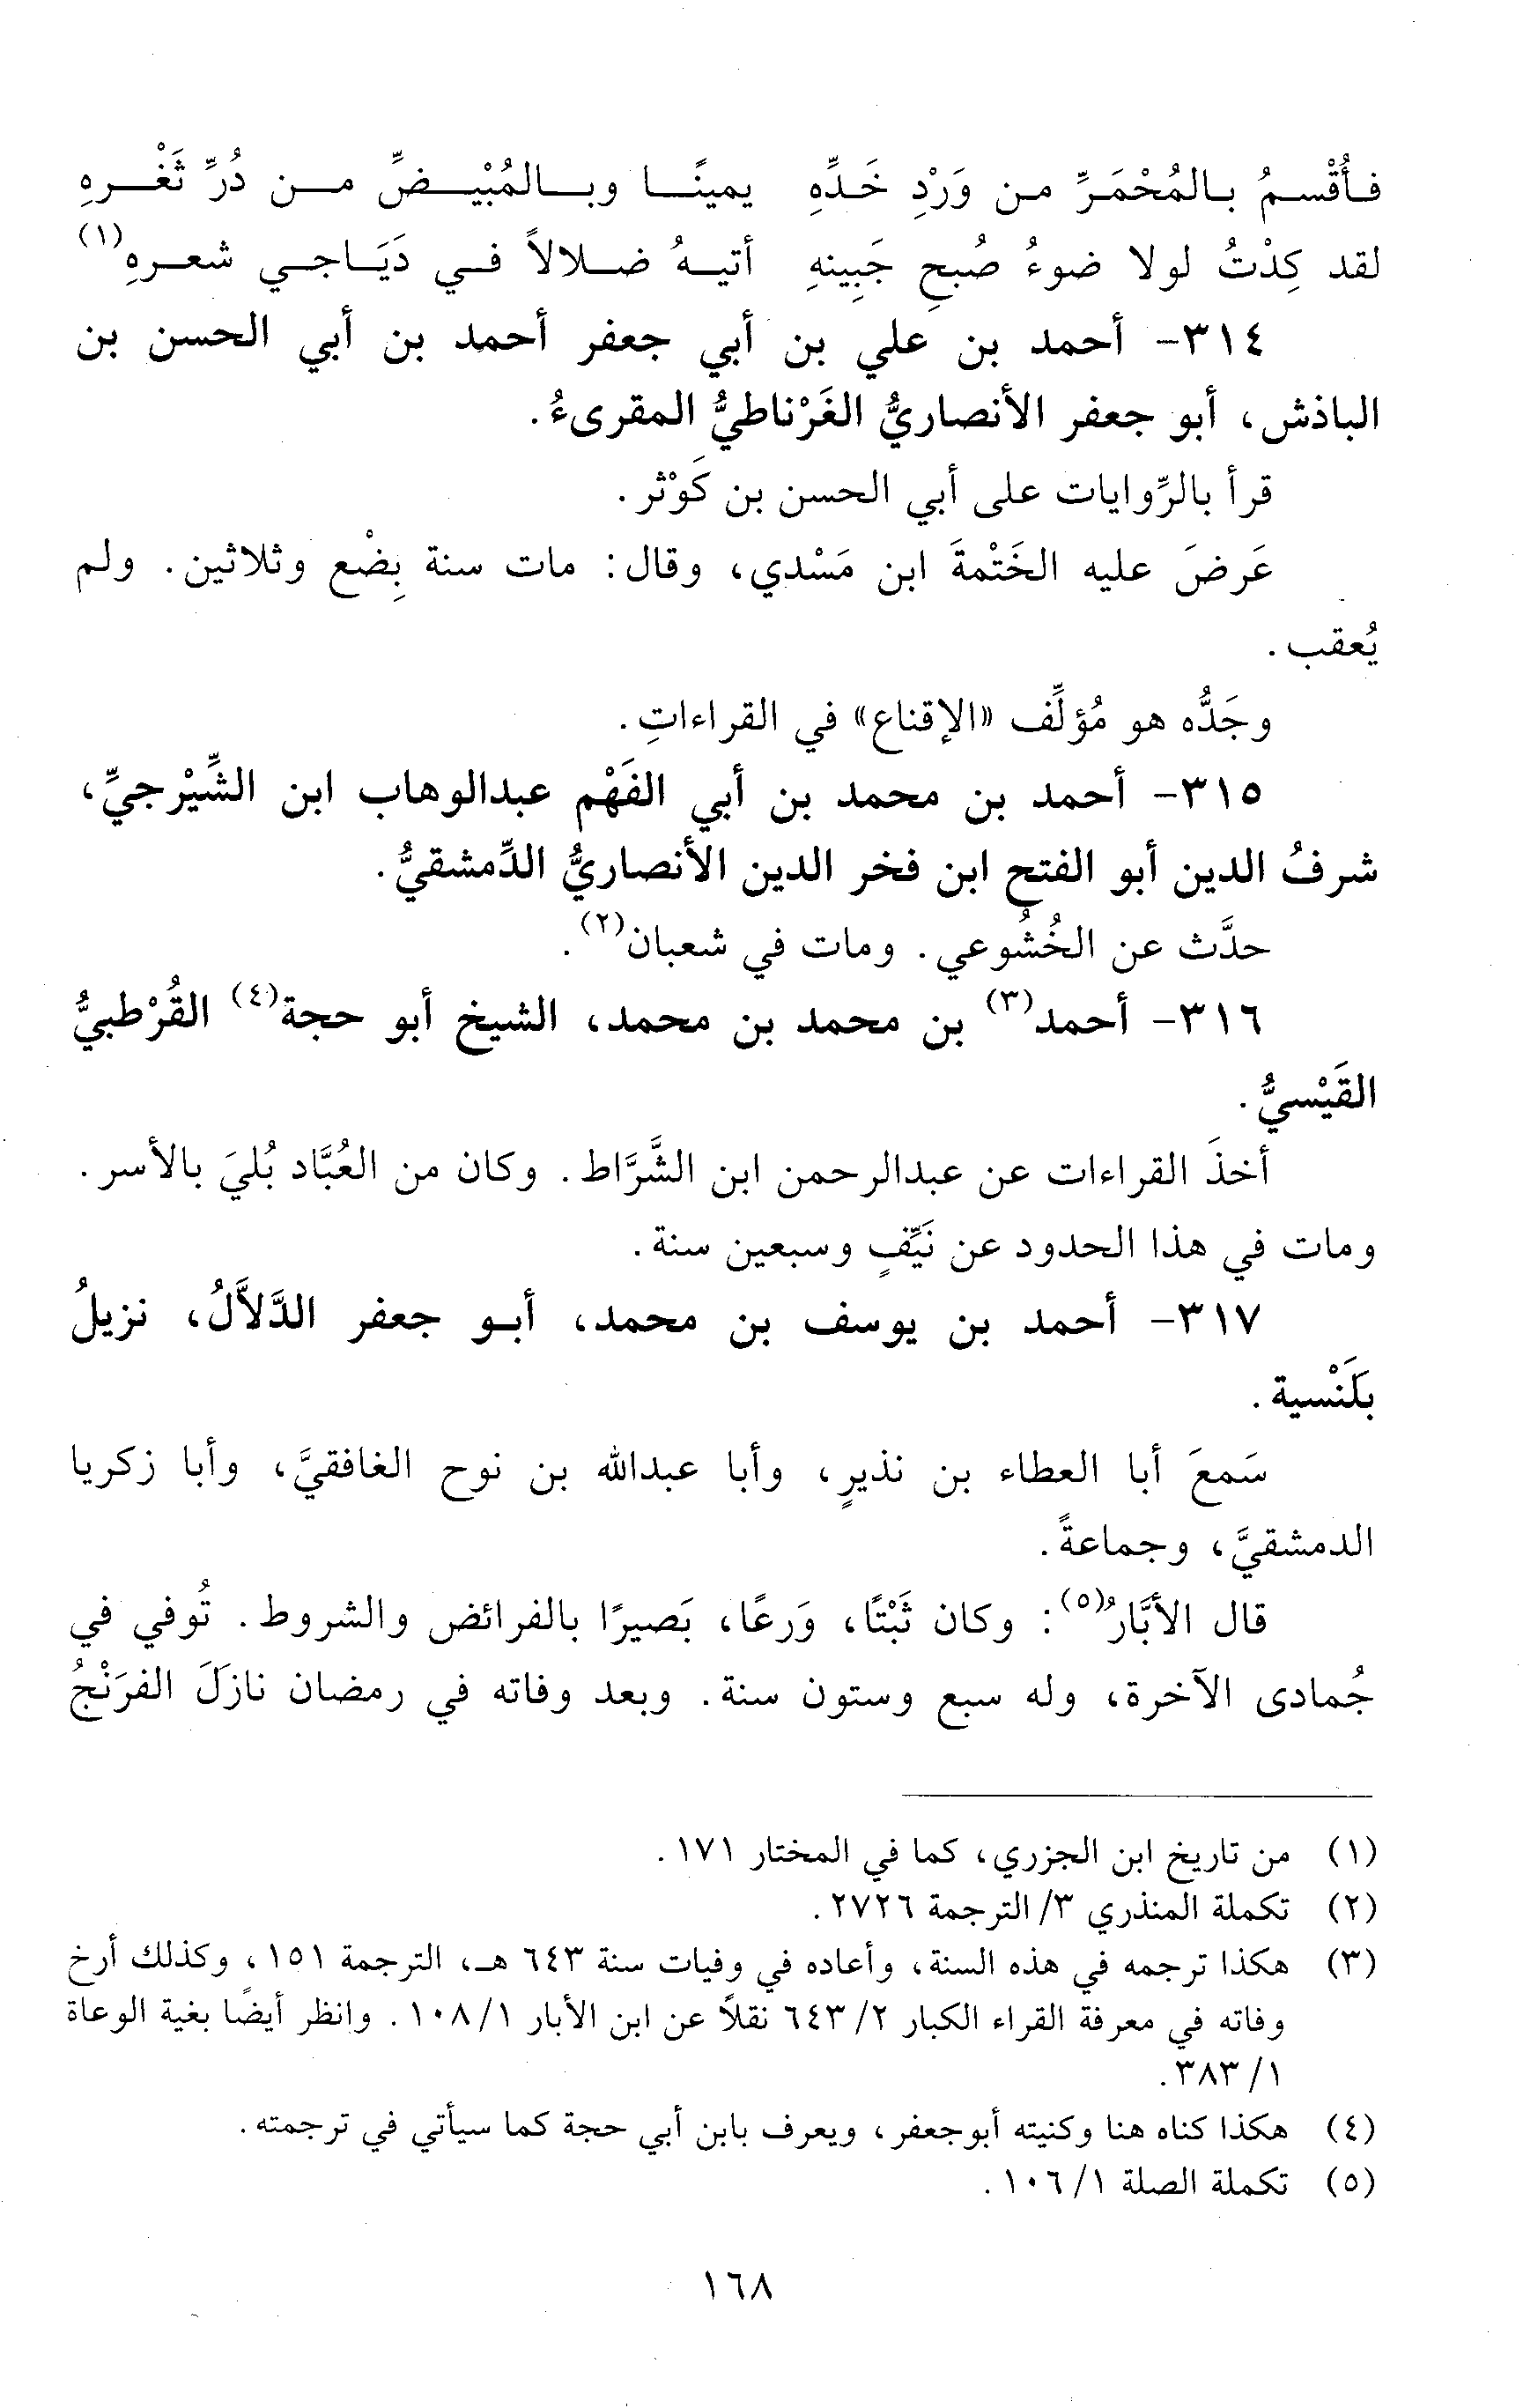 فأُقْسمُ بالمُحْمَرِّ من وَرْدِ خَدِّهِ يمينًا وبالمُبْيضِّ من دُرِّ ثَغْرهِ
لقد كِدْتُ لولا ضوءُ صُبحِ جَبِينهِ أتيهُ ضلالاً في دَيَاجي شعرهِ(١)
٣١٤- أحمد بن علي بن أبي جعفر أحمد بن أبي الحسن بن
الباذش، أبو جعفر الأنصاريُّ الغَرْناطيُّ المقرىءُ.
قرأ بالرِّوايات على أبي الحسن بن كَوْثر.
عَرضَ عليه الخَتْمةَ ابن مَسْدي، وقال: مات سنة بِضْع وثلاثين. ولم
يُعقب.
وجَدُّه هو مُؤلِّف «الإقناع» في القراءاتِ.
٣١٥- أحمد بن محمد بن أبي الفَهْم عبدالوهاب ابن الشِّيْرجيِّ،
شرفُ الدين أبو الفتح ابن فخر الدين الأنصاريُّ الدِّمشقيُّ.
حدَّث عن الخُشُوعي. ومات في شعبان(٢).
٣١٦- أحمد(٣) بن محمد بن محمد، الشيخ أبو حجة(٤) القُرْطبيُّ
القَيْسيُّ.
أخذَ القراءات عن عبدالرحمن ابن الشَّرَّاط. وكان من العُبَّاد بُليَ بالأسر.
ومات في هذا الحدود عن نَيِّفٍ وسبعين سنة.
٣١٧- أحمد بن يوسف بن محمد، أبو جعفر الدَّلاَّلُ، نزيلُ
بلَنْسية.
سَمعَ أبا العطاء بن نذيرٍ، وأبا عبدالله بن نوح الغافقيَّ، وأبا زكريا
الدمشقيَّ، وجماعةً.
قال الأبَّارُ(٥): وكان ثَبْتًا، وَرعًا، بَصيرًا بالفرائض والشروط. تُوفي في
جُمادى الآخرة، وله سبع وستون سنة. وبعد وفاته في رمضان نازلَ الفرَنْجُ
(١) من تاريخ ابن الجزري، كما في المختار ١٧١.
(٢) تكملة المنذري ٣/ الترجمة ٢٧٢٦.
(٣) هكذا ترجمه في هذه السنة، وأعاده في وفيات سنة ٦٤٣ هـ، الترجمة ١٥١، وكذلك أرخ
وفاته في معرفة القراء الكبار ٢/ ٦٤٣ نقلاً عن ابن الأبار ١/ ١٠٨. وانظر أيضًا بغية الوعاة
١/ ٣٨٣.
(٤) هكذا كناه هنا وكنيته أبوجعفر، ويعرف بابن أبي حجة كما سيأتي في ترجمته.
(٥) تكملة الصلة ١/ ١٠٦.
١٦٨